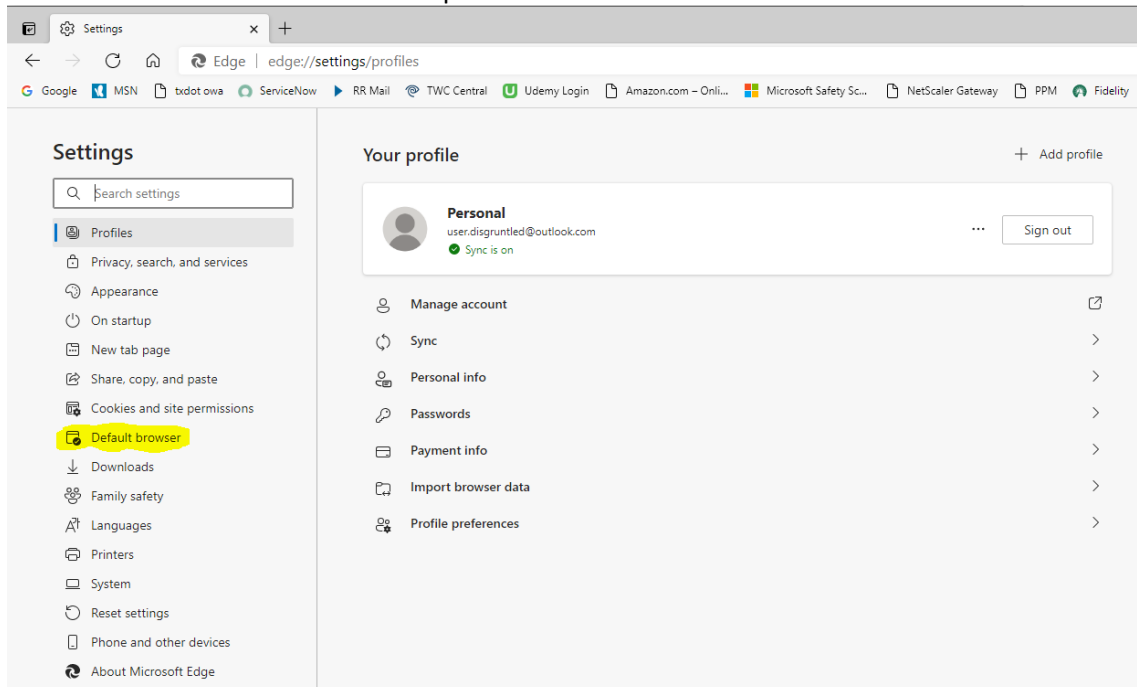 Settings
Edge | edge://settings/profiles
Google MSN txdot owa ServiceNow RR Mail TWC Central Udemy Login Amazon.com – Onli... Microsoft Safety Sc... NetScaler Gateway PPM Fidelity
Settings
Search settings
Profiles
Privacy, search, and services
Appearance
On startup
New tab page
Share, copy, and paste
Cookies and site permissions
Default browser
Downloads
Family safety
Languages
Printers
System
Reset settings
Phone and other devices
About Microsoft Edge
Your profile
Add profile
Personal
user.disgruntled@outlook.com
Sync is on
Sign out
Manage account
Sync
Personal info
Passwords
Payment info
Import browser data
Profile preferences